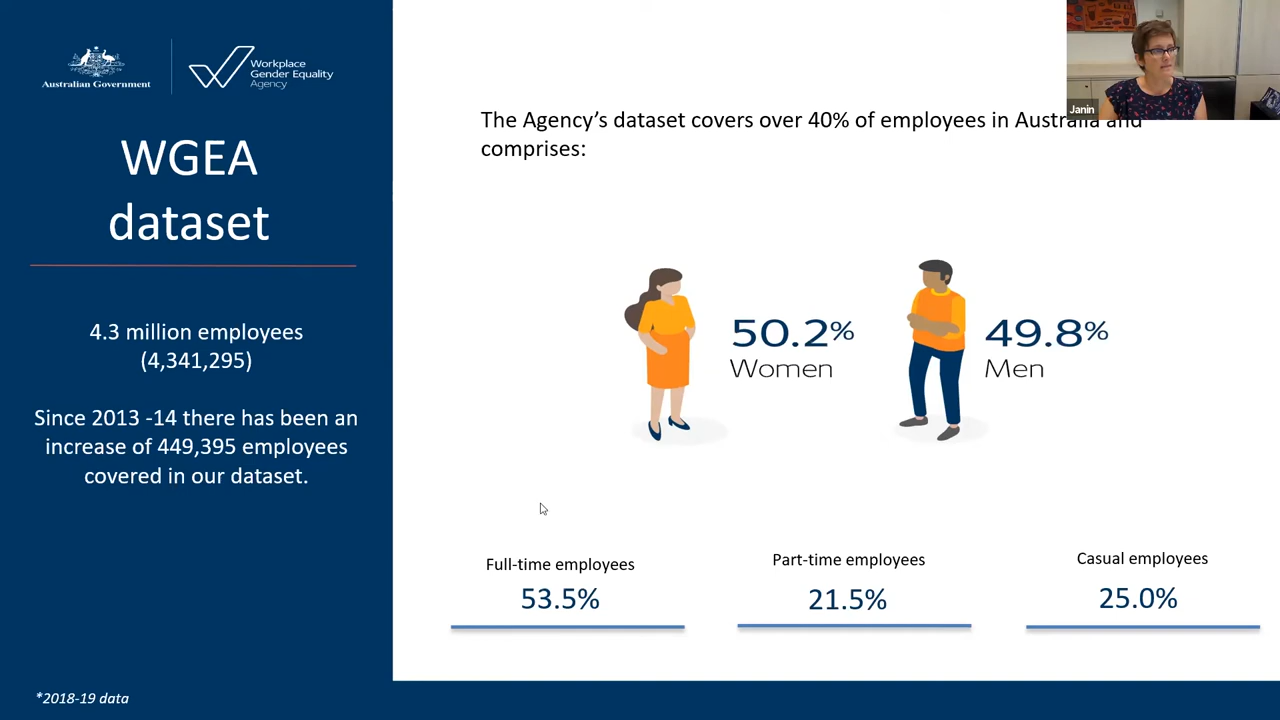 Australian Government
Workplace
Gender Equality
Agency
WGEA
dataset
4.3 million employees
(4,341,295)
Since 2013 -14 there has been an
increase of 449,395 employees
covered in our dataset.
*2018-19 data
Janin
The Agency's dataset covers over 40% of employees in Australia and
comprises:
50.2%
Women
49.8%
Men
Full-time employees
53.5%
Part-time employees
21.5%
Casual employees
25.0%